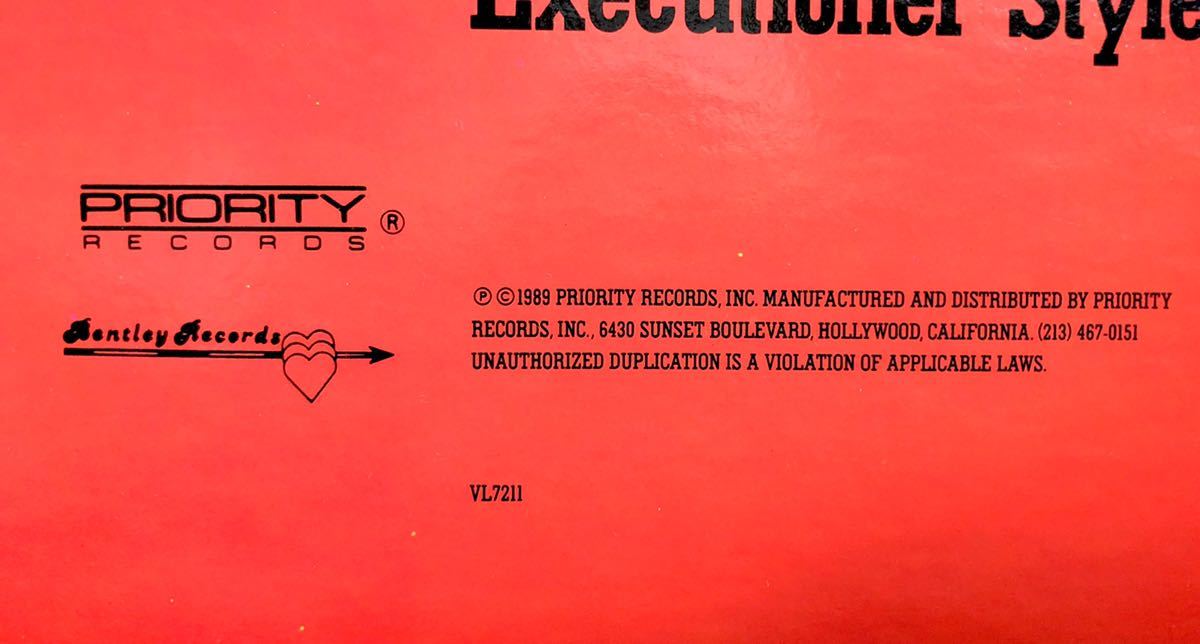 Executioner Style
PRIORITY ®
RECORDS
Bentley Records
℗ ©1989 PRIORITY RECORDS, INC. MANUFACTURED AND DISTRIBUTED BY PRIORITY
RECORDS, INC., 6430 SUNSET BOULEVARD, HOLLYWOOD, CALIFORNIA. (213) 467-0151
UNAUTHORIZED DUPLICATION IS A VIOLATION OF APPLICABLE LAWS.
VL7211